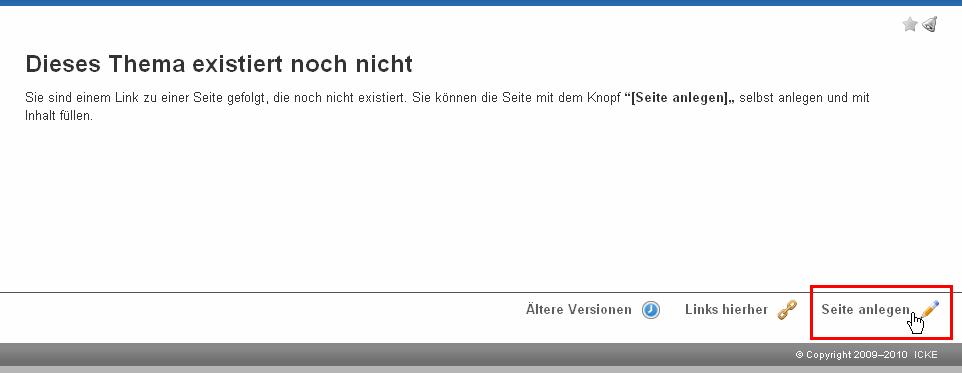 Dieses Thema existiert noch nicht
Sie sind einem Link zu einer Seite gefolgt, die noch nicht existiert. Sie können die Seite mit dem Knopf “[Seite anlegen]„ selbst anlegen und mit
Inhalt füllen.
Ältere Versionen Links hierher Seite anlegen
© Copyright 2009–2010 ICKE